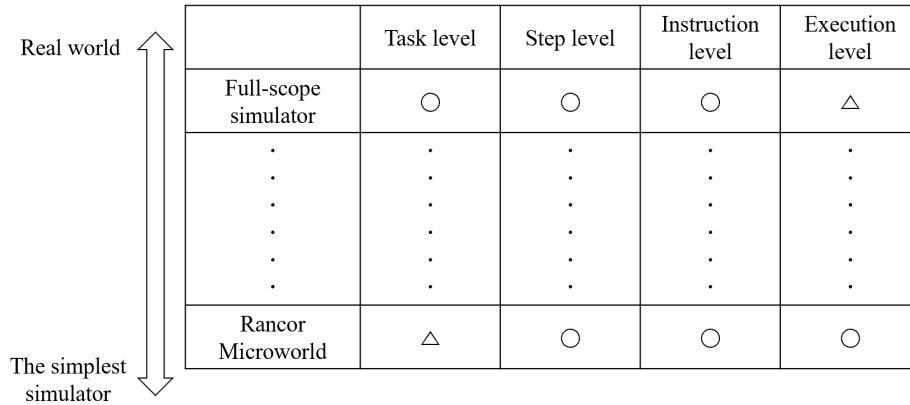 Real world
Task level
Step level
Instruction
level
Execution
level
Full-scope
simulator
Rancor
Microworld
The simplest
simulator